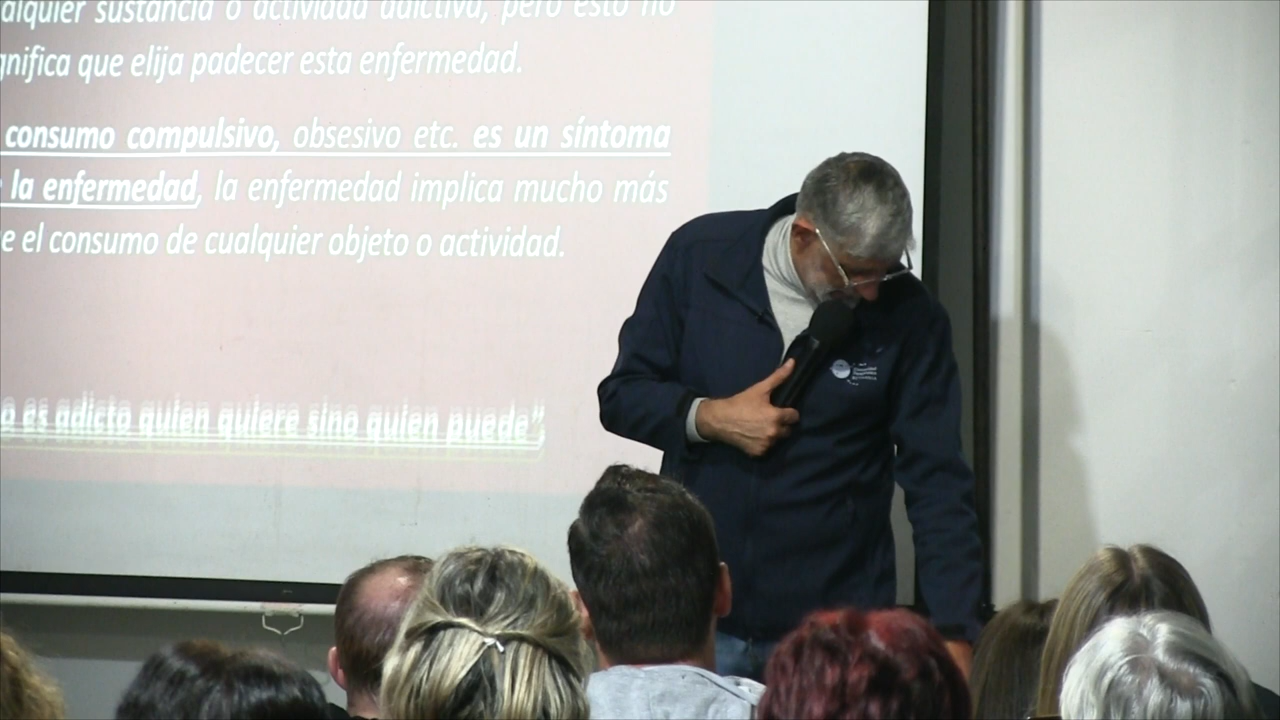 alquier sustancia o actividad adictiva, pero esto no
gnifica que elija padecer esta enfermedad.
consumo compulsivo, obsesivo etc. es un síntoma
la enfermedad, la enfermedad implica mucho más
e el consumo de cualquier objeto o actividad.
o es adicto quien quiere sino quien puede”